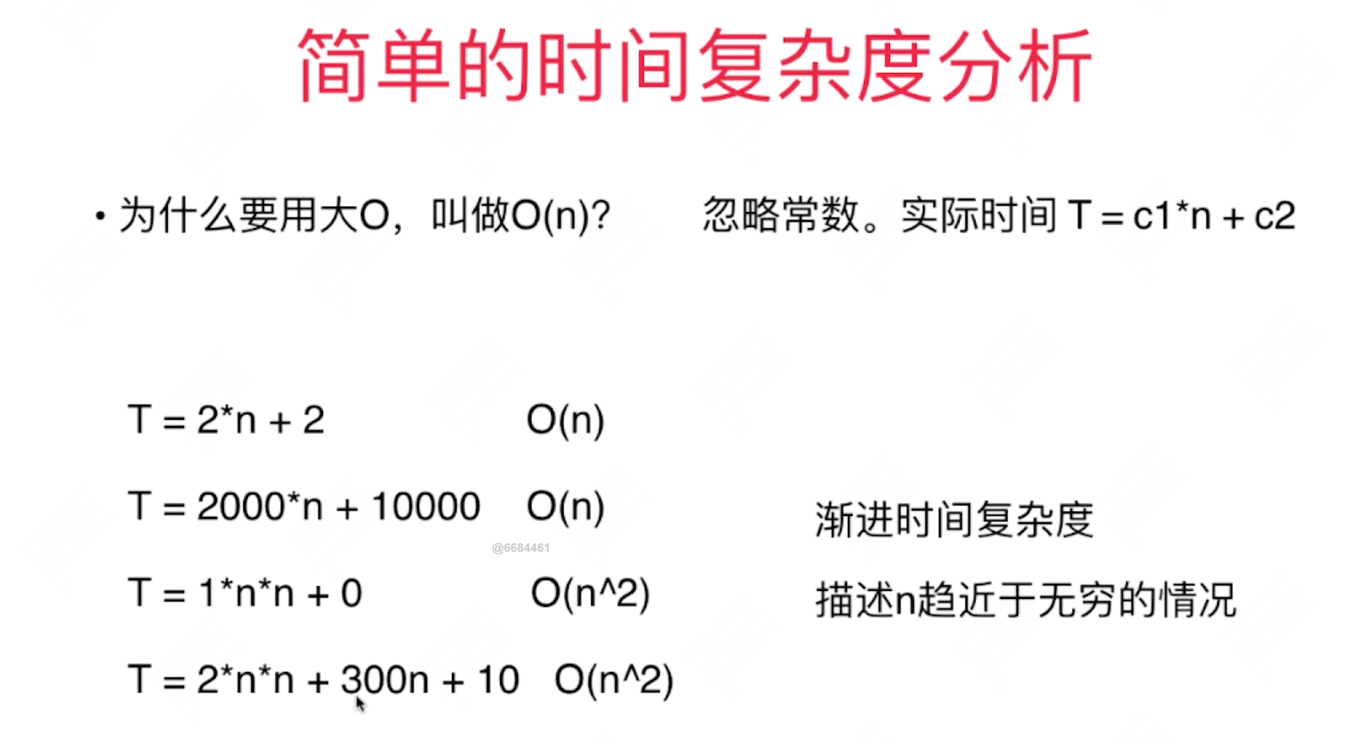 简单的时间复杂度分析
• 为什么要用大O，叫做O(n)? 忽略常数。实际时间 T = c1*n + c2
T = 2*n + 2 O(n)
T = 2000*n + 10000 O(n)
渐进时间复杂度
@6684461
T = 1*n*n + 0 O(n^2)
描述n趋近于无穷的情况
T = 2*n*n + 300n + 10 O(n^2)